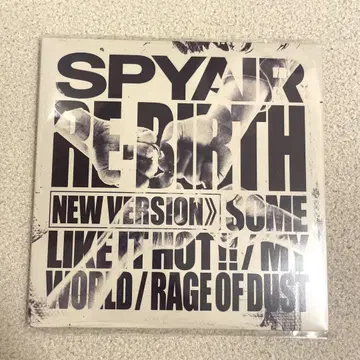 SPYAIR
RE-BIRTH
NEW VERSION》 SOME
LIKE IT HOT!! / MY
WORLD / RAGE OF DUST